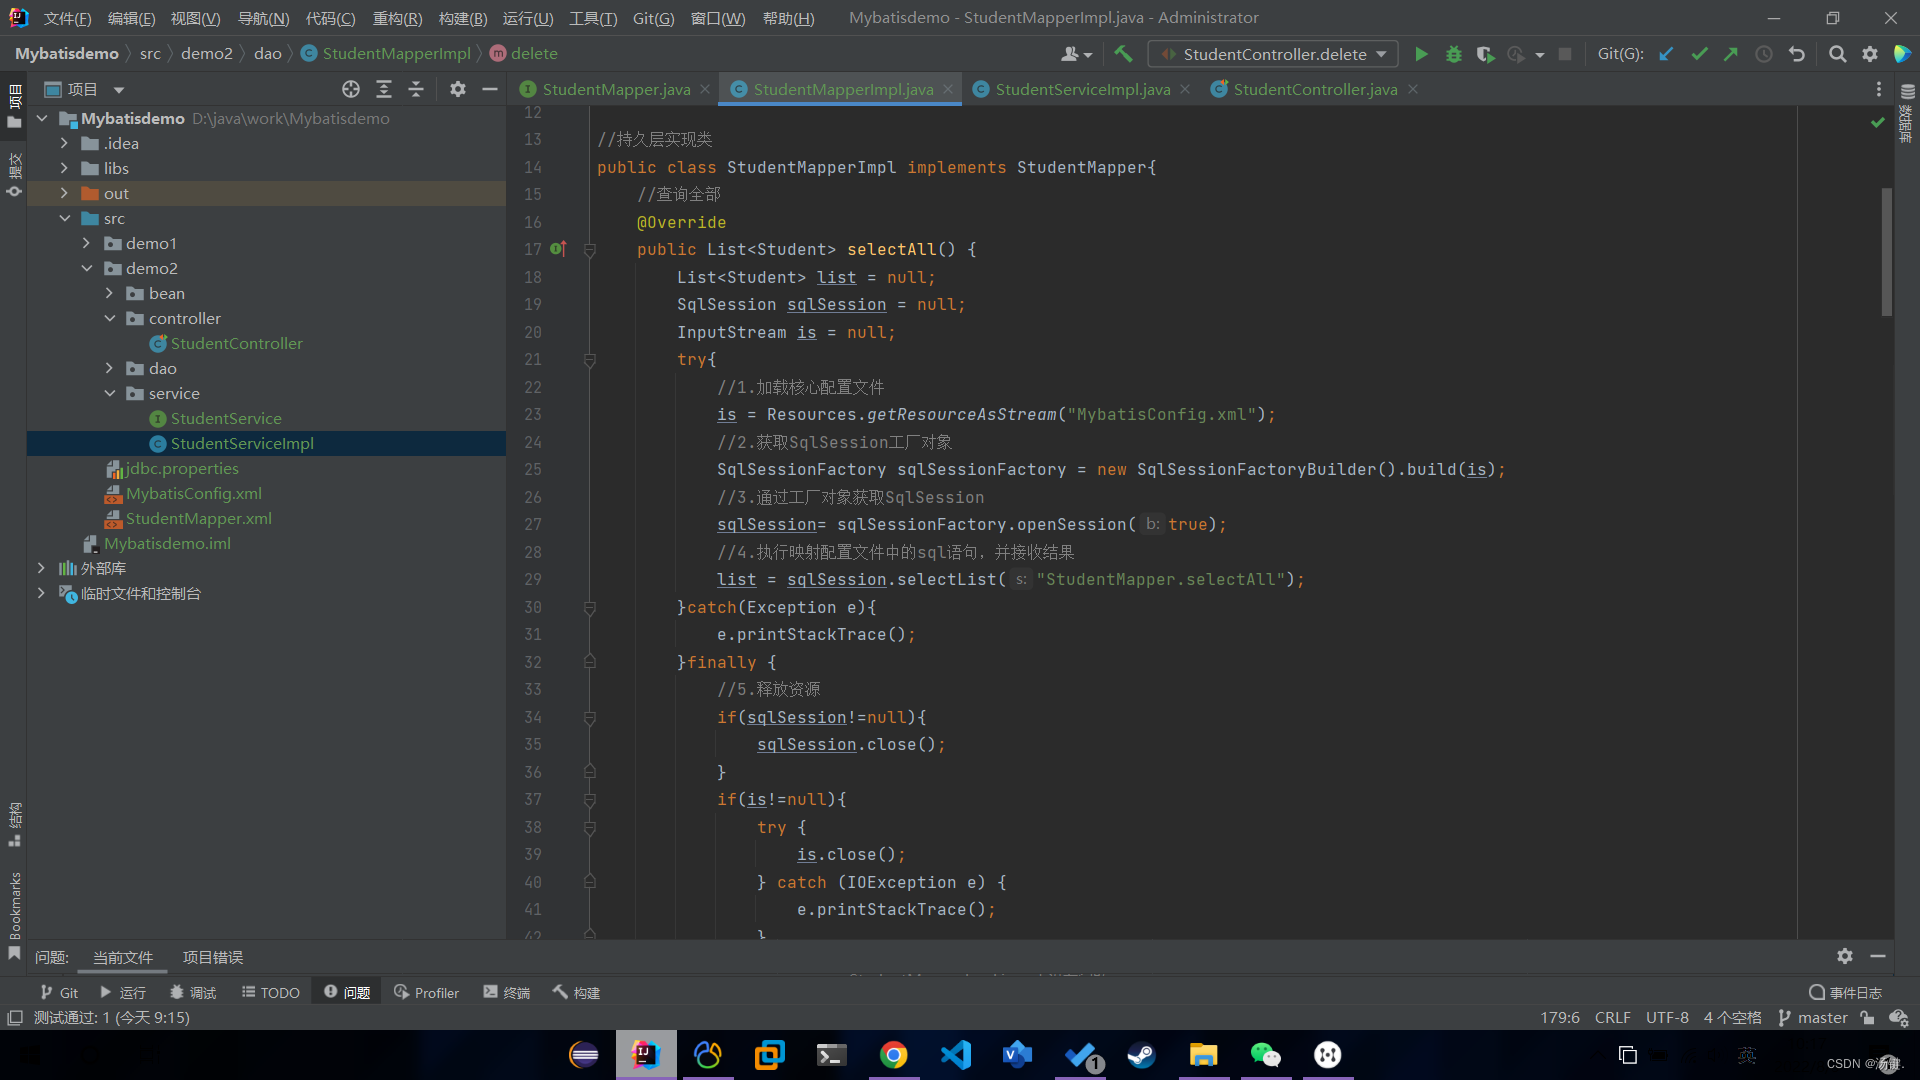 文件(F) 编辑(E) 视图(V) 导航(N) 代码(C) 重构(R) 构建(B) 运行(U) 工具(T) Git(G) 窗口(W) 帮助(H) Mybatisdemo - StudentMapperImpl.java - Administrator
Mybatisdemo src demo2 dao StudentMapperImpl delete StudentController.delete Git(G):
项目 StudentMapper.java StudentMapperImpl.java StudentServiceImpl.java StudentController.java
项目
提交
结构
Bookmarks
数据库
Mybatisdemo D:\java\work\Mybatisdemo
.idea
libs
out
src
demo1
demo2
bean
controller
StudentController
dao
service
StudentService
StudentServiceImpl
jdbc.properties
MybatisConfig.xml
StudentMapper.xml
Mybatisdemo.iml
外部库
临时文件和控制台
12
13 //持久层实现类
14 public class StudentMapperImpl implements StudentMapper{
15 //查询全部
16 @Override
17 public List<Student> selectAll() {
18 List<Student> list = null;
19 SqlSession sqlSession = null;
20 InputStream is = null;
21 try{
22 //1.加载核心配置文件
23 is = Resources.getResourceAsStream("MybatisConfig.xml");
24 //2.获取SqlSession工厂对象
25 SqlSessionFactory sqlSessionFactory = new SqlSessionFactoryBuilder().build(is);
26 //3.通过工厂对象获取SqlSession
27 sqlSession= sqlSessionFactory.openSession( b: true);
28 //4.执行映射配置文件中的sql语句，并接收结果
29 list = sqlSession.selectList( s: "StudentMapper.selectAll");
30 }catch(Exception e){
31 e.printStackTrace();
32 }finally {
33 //5.释放资源
34 if(sqlSession!=null){
35 sqlSession.close();
36 }
37 if(is!=null){
38 try {
39 is.close();
40 } catch (IOException e) {
41 e.printStackTrace();
42 }
问题: 当前文件 项目错误
Git 运行 调试 TODO 问题 Profiler 终端 构建 事件日志
测试通过: 1 (今天 9:15) 179:6 CRLF UTF-8 4 个空格 master
1
英
CSDN @汤键.